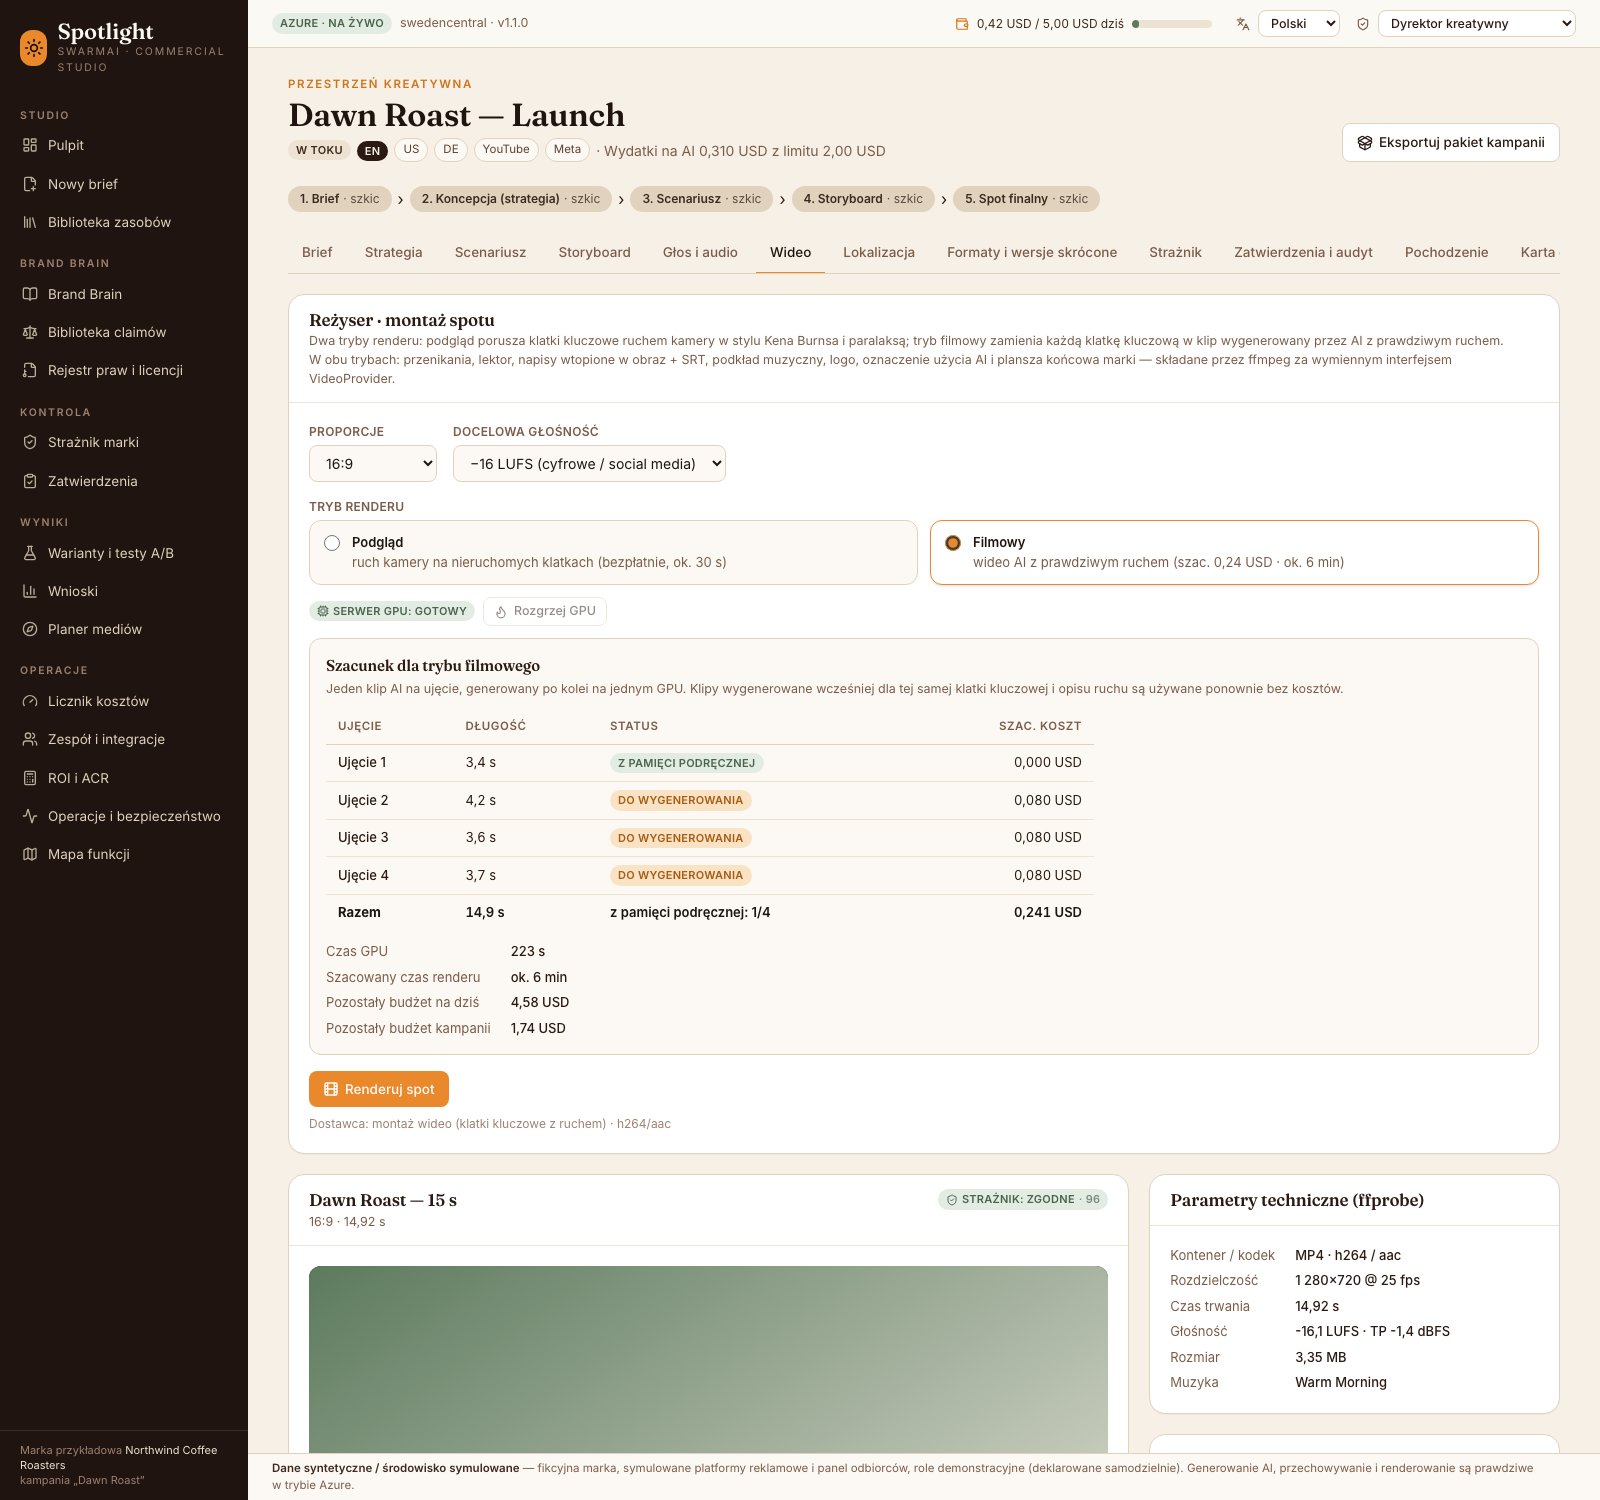 Spotlight
SWARMAI · COMMERCIAL
STUDIO
STUDIO
Pulpit
Nowy brief
Biblioteka zasobów
BRAND BRAIN
Brand Brain
Biblioteka claimów
Rejestr praw i licencji
KONTROLA
Strażnik marki
Zatwierdzenia
WYNIKI
Warianty i testy A/B
Wnioski
Planer mediów
OPERACJE
Licznik kosztów
Zespół i integracje
ROI i ACR
Operacje i bezpieczeństwo
Mapa funkcji
Marka przykładowa Northwind Coffee
Roasters
kampania „Dawn Roast”
AZURE · NA ŻYWO swedencentral · v1.1.0 0,42 USD / 5,00 USD dziś Polski Dyrektor kreatywny
PRZESTRZEŃ KREATYWNA
Dawn Roast — Launch
W TOKU EN US DE YouTube Meta · Wydatki na AI 0,310 USD z limitu 2,00 USD
Eksportuj pakiet kampanii
1. Brief · szkic › 2. Koncepcja (strategia) · szkic › 3. Scenariusz · szkic › 4. Storyboard · szkic › 5. Spot finalny · szkic
Brief Strategia Scenariusz Storyboard Głos i audio Wideo Lokalizacja Formaty i wersje skrócone Strażnik Zatwierdzenia i audyt Pochodzenie Karta
Reżyser · montaż spotu
Dwa tryby renderu: podgląd porusza klatki kluczowe ruchem kamery w stylu Kena Burnsa i paralaksą; tryb filmowy zamienia każdą klatkę kluczową w klip wygenerowany przez AI z prawdziwym ruchem.
W obu trybach: przenikania, lektor, napisy wtopione w obraz + SRT, podkład muzyczny, logo, oznaczenie użycia AI i plansza końcowa marki — składane przez ffmpeg za wymiennym interfejsem
VideoProvider.
PROPORCJE DOCELOWA GŁOŚNOŚĆ
16:9 −16 LUFS (cyfrowe / social media)
TRYB RENDERU
Podgląd
ruch kamery na nieruchomych klatkach (bezpłatnie, ok. 30 s)
Filmowy
wideo AI z prawdziwym ruchem (szac. 0,24 USD · ok. 6 min)
SERWER GPU: GOTOWY Rozgrzej GPU
Szacunek dla trybu filmowego
Jeden klip AI na ujęcie, generowany po kolei na jednym GPU. Klipy wygenerowane wcześniej dla tej samej klatki kluczowej i opisu ruchu są używane ponownie bez kosztów.
UJĘCIE DŁUGOŚĆ STATUS SZAC. KOSZT
Ujęcie 1 3,4 s Z PAMIĘCI PODRĘCZNEJ 0,000 USD
Ujęcie 2 4,2 s DO WYGENEROWANIA 0,080 USD
Ujęcie 3 3,6 s DO WYGENEROWANIA 0,080 USD
Ujęcie 4 3,7 s DO WYGENEROWANIA 0,080 USD
Razem 14,9 s z pamięci podręcznej: 1/4 0,241 USD
Czas GPU 223 s
Szacowany czas renderu ok. 6 min
Pozostały budżet na dziś 4,58 USD
Pozostały budżet kampanii 1,74 USD
Renderuj spot
Dostawca: montaż wideo (klatki kluczowe z ruchem) · h264/aac
Dawn Roast — 15 s
16:9 · 14,92 s
STRAŻNIK: ZGODNE · 96
Parametry techniczne (ffprobe)
Kontener / kodek MP4 · h264 / aac
Rozdzielczość 1 280×720 @ 25 fps
Czas trwania 14,92 s
Głośność -16,1 LUFS · TP -1,4 dBFS
Rozmiar 3,35 MB
Muzyka Warm Morning
Dane syntetyczne / środowisko symulowane — fikcyjna marka, symulowane platformy reklamowe i panel odbiorców, role demonstracyjne (deklarowane samodzielnie). Generowanie AI, przechowywanie i renderowanie są prawdziwe
w trybie Azure.